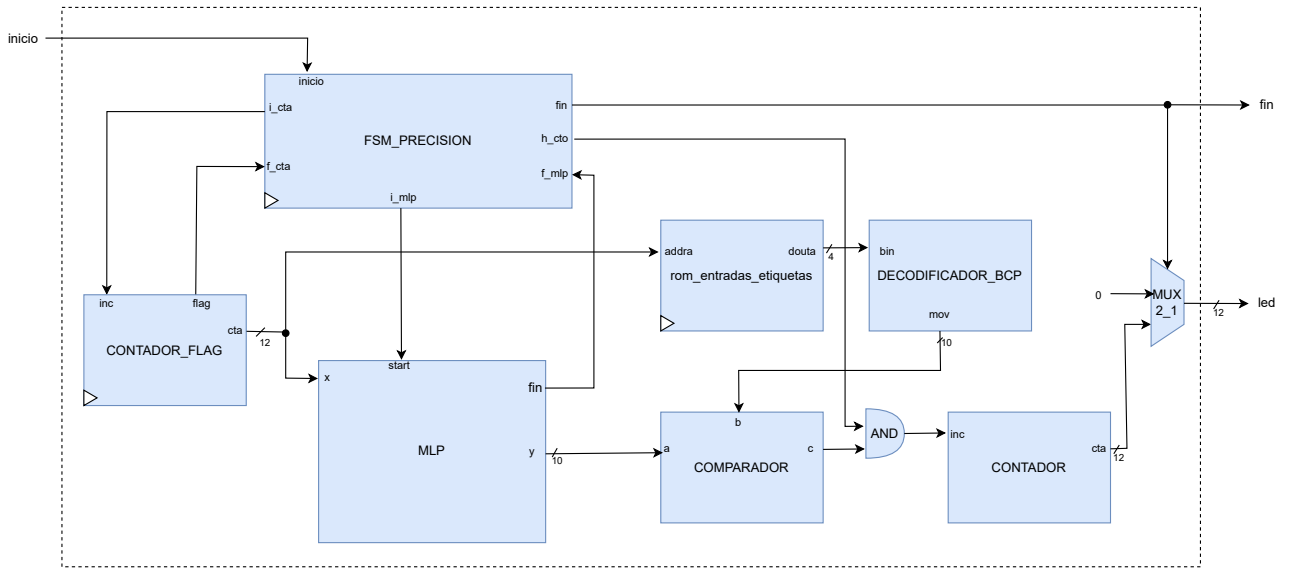 inicio
inicio
i_cta
fin
fin
FSM_PRECISION
h_cto
f_cta
f_mlp
i_mlp
addra
douta
4
bin
rom_entradas_etiquetas
DECODIFICADOR_BCP
mov
10
inc
flag
cta
12
CONTADOR_FLAG
0
MUX
2_1
12
led
start
x
fin
MLP
y
10
b
a
c
COMPARADOR
AND
inc
cta
12
CONTADOR